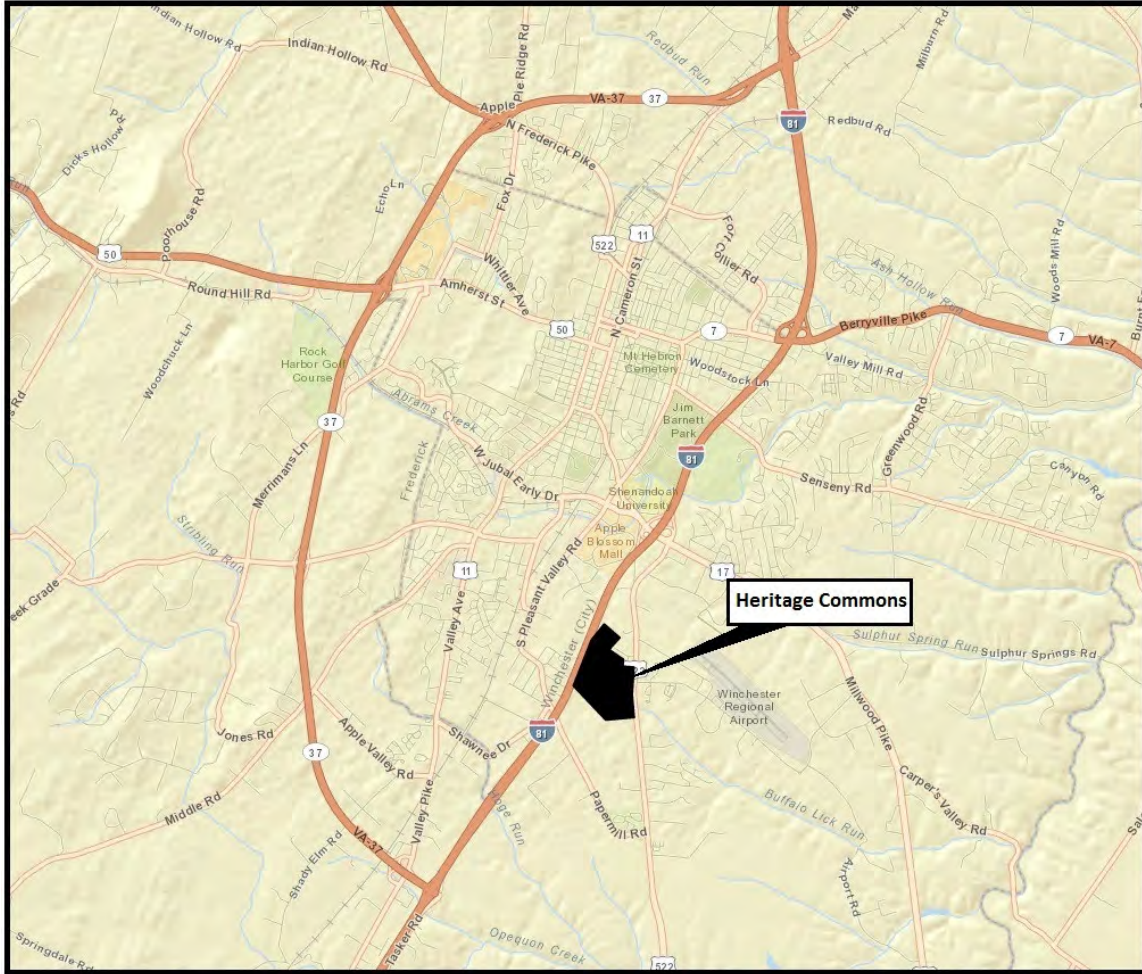 Indian Hollow Rd
Indian Hollow Rd
Pie Ridge Rd
Redbud Run
Milburn Rd
Apple
VA-37
37
81
N Frederick Pike
Redbud Rd
Dicks Hollow Rd
Poorhouse Rd
Echo Ln
Fox Dr
Fort Collier Rd
Woods Mill Rd
50
522
11
Whittier Ave
N Cameron St
Ash Hollow Run
Round Hill Rd
Amherst St
50
7
Berryville Pike
7
VA-7
Woodchuck Ln
Rock
Harbor Golf
Course
Mt Hebron
Cemetery
Woodstock Ln
Valley Mill Rd
Abrams Creek
Jim
Barnett
Park
Greenwood Rd
37
Merrimans Ln
Frederick
W Jubal Early Dr
81
Senseny Rd
Canyon Rd
Shenandoah
University
Stribling Run
Apple
Blossom
Mall
11
17
eek Grade
Valley Ave
S Pleasant Valley Rd
Heritage Commons
Winchester (City)
Sulphur Spring Run
Sulphur Springs Rd
Winchester
Regional
Airport
Millwood Pike
Jones Rd
37
Apple Valley Rd
Shawnee Dr
81
Middle Rd
Valley Pike
Hoge Run
Papermill Rd
Buffalo Lick Run
Carper's Valley Rd
VA-37
Shady Elm Rd
Airport Rd
Tasker Rd
Opequon Creek
Springdale Rd
522